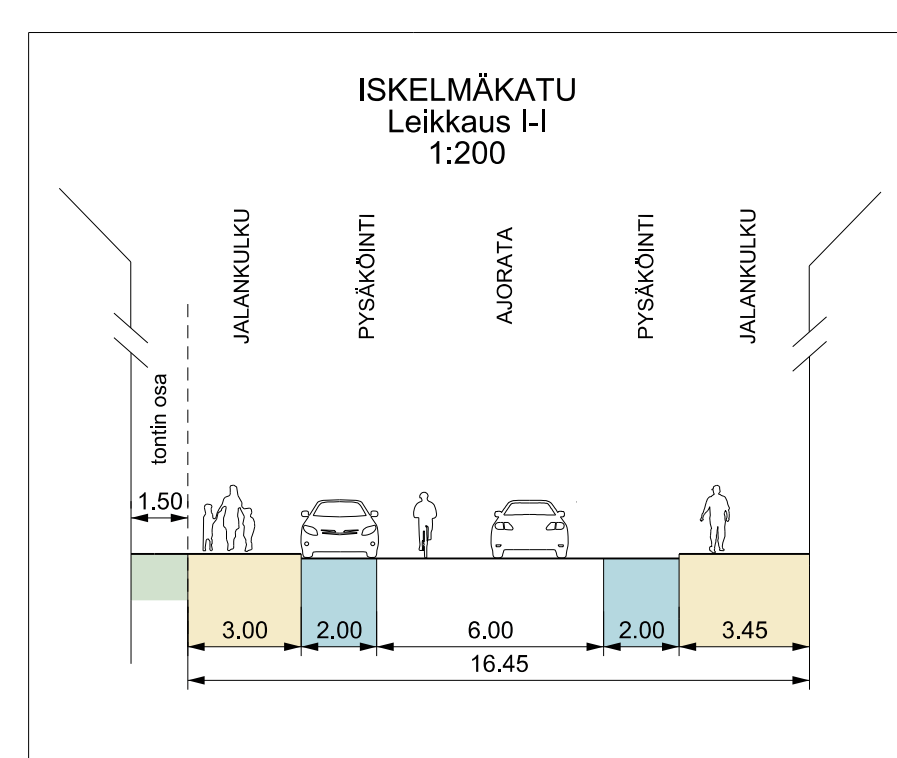 ISKELMÄKATU
Leikkaus I-I
1:200
JALANKULKU
PYSÄKÖINTI
AJORATA
PYSÄKÖINTI
JALANKULKU
tontin osa
1.50
3.00
2.00
6.00
2.00
3.45
16.45